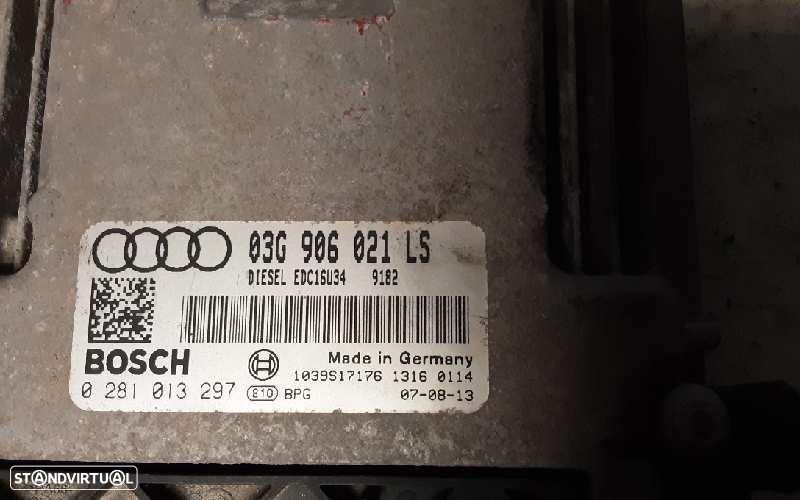 03G 906 021 LS
DIESEL EDC16U34 9182
BOSCH
Made in Germany
1039S17176 1316 0114
0 281 013 297 e10 BPG 07-08-13
STANDVIRTUAL